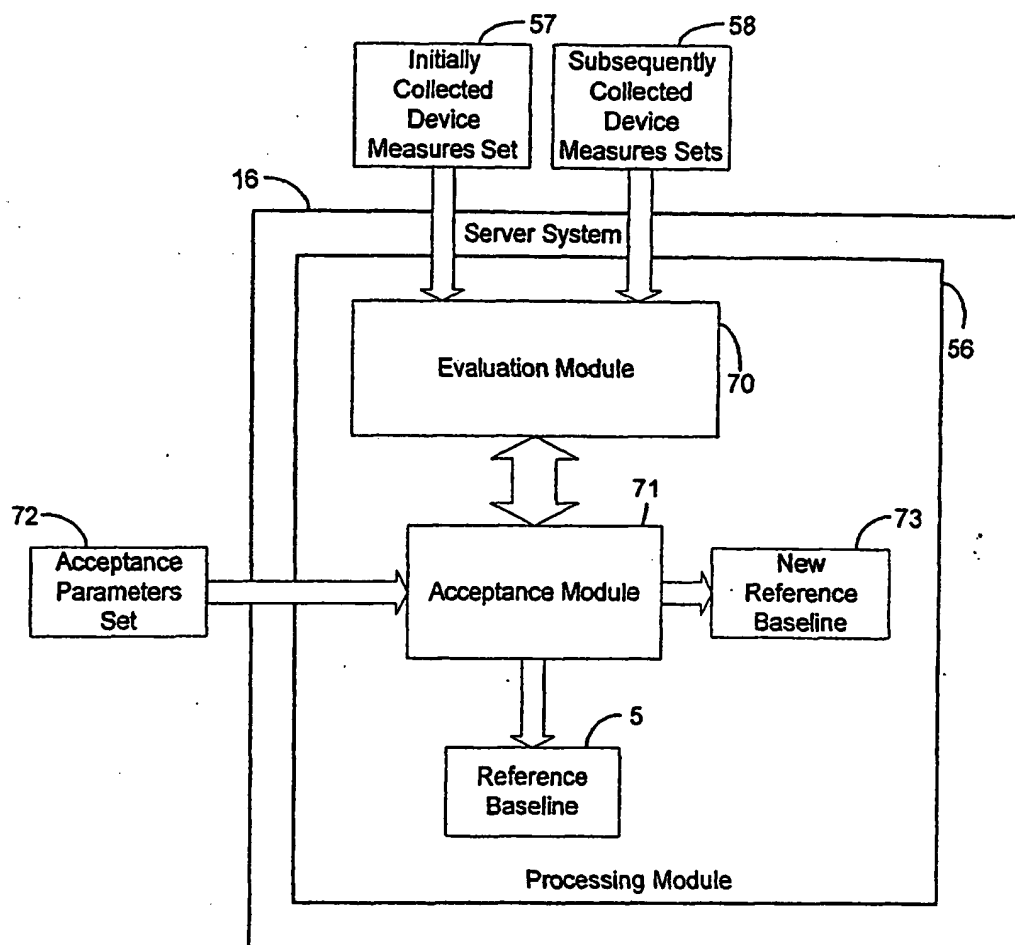 57
58
Initially
Collected
Device
Measures Set
Subsequently
Collected
Device
Measures Sets
16
Server System
56
Evaluation Module
70
71
72
73
Acceptance
Parameters
Set
Acceptance Module
New
Reference
Baseline
5
Reference
Baseline
Processing Module